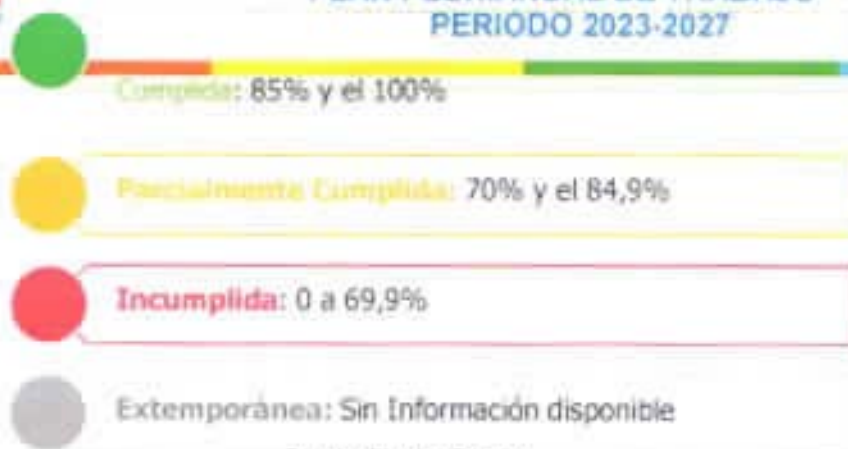 PERIODO 2023-2027
Cumplida: 85% y el 100%
Parcialmente Cumplida: 70% y el 84,9%
Incumplida: 0 a 69,9%
Extemporánea: Sin Información disponible